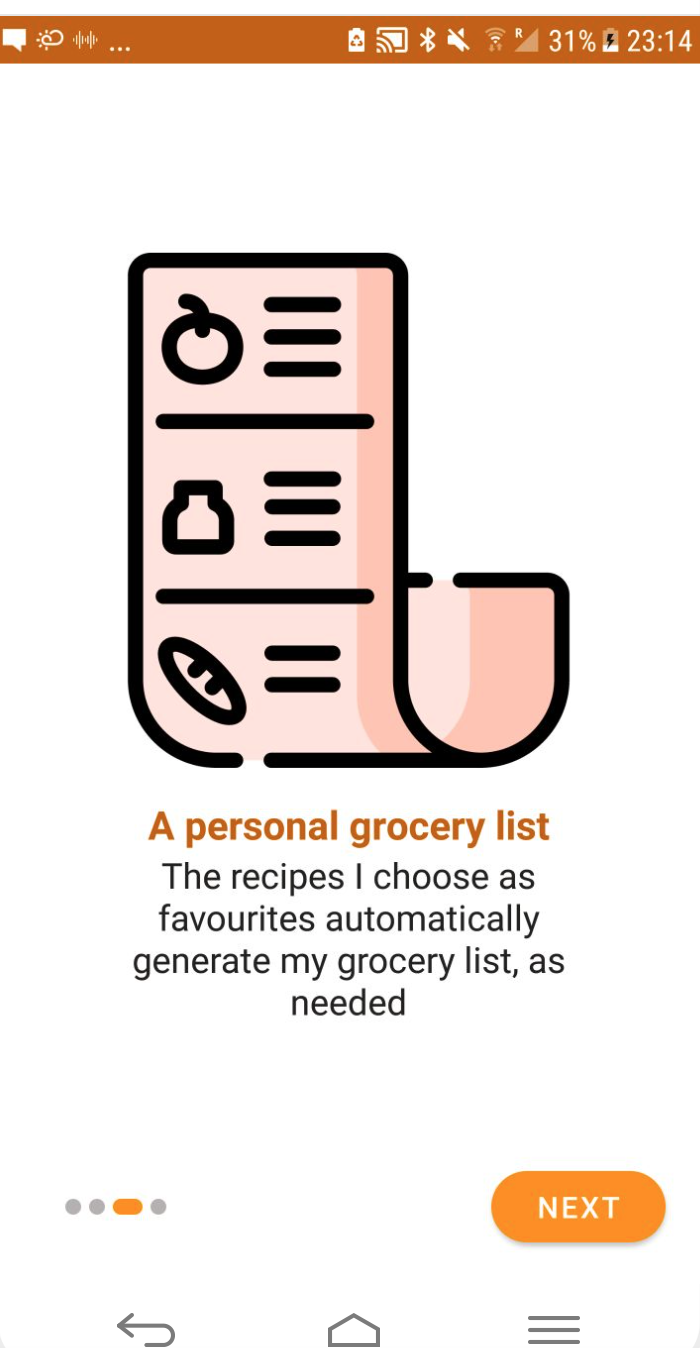 ... R 31% 23:14
A personal grocery list
The recipes I choose as
favourites automatically
generate my grocery list, as
needed
NEXT